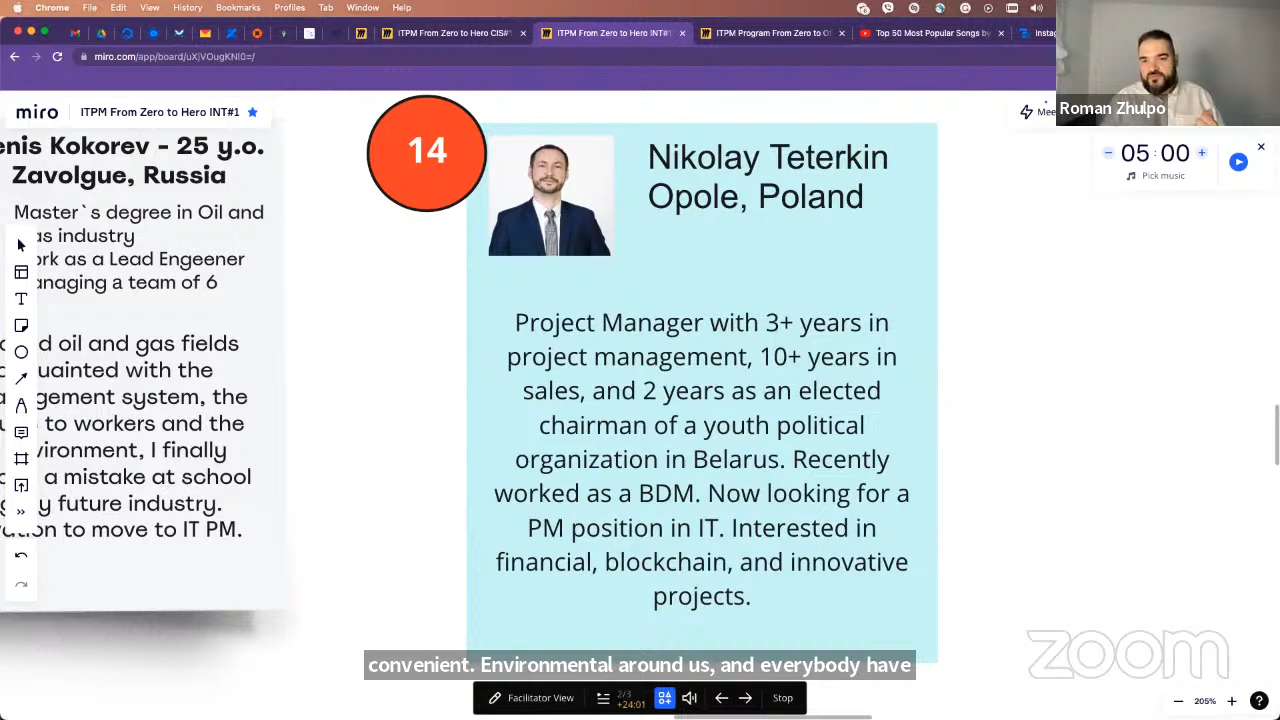 Chrome File Edit View History Bookmarks Profiles Tab Window Help
ITPM From Zero to Hero CIS#1
ITPM From Zero to Hero INT#1
ITPM Program From Zero to
Top 50 Most Popular Songs by
miro
ITPM From Zero to Hero INT#1
Roman Zhulpo
05 : 00
Pick music
enis Kokorev - 25 y.o.
Zavolgue, Russia
Master`s degree in Oil and
as industry
ork as a Lead Engeener
anaging a team of 6
d oil and gas fields
uainted with the
gement system, the
to workers and the
vironment, I finally
a mistake at school
y future industry.
to move to IT PM.
14
Nikolay Teterkin
Opole, Poland
Project Manager with 3+ years in
project management, 10+ years in
sales, and 2 years as an elected
chairman of a youth political
organization in Belarus. Recently
worked as a BDM. Now looking for a
PM position in IT. Interested in
financial, blockchain, and innovative
projects.
convenient. Environmental around us, and everybody have
Facilitator View
2/3
+24:01
Stop
zoom
205%